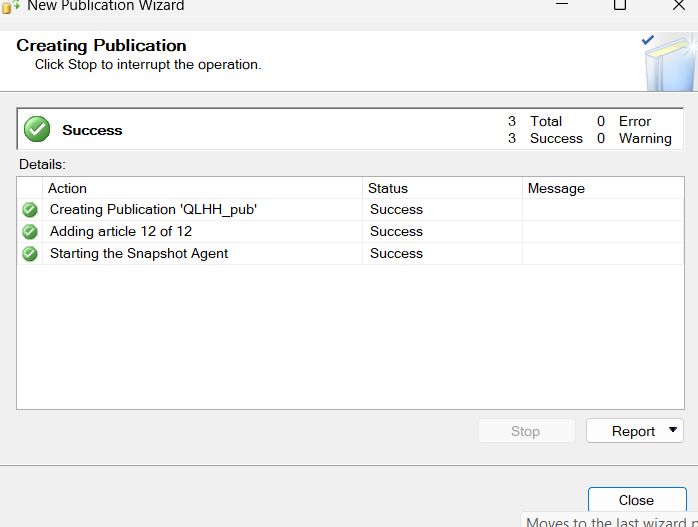 New Publication Wizard
Creating Publication
Click Stop to interrupt the operation.
Success
3 Total 0 Error
3 Success 0 Warning
Details:
Action Status Message
Creating Publication 'QLHH_pub' Success
Adding article 12 of 12 Success
Starting the Snapshot Agent Success
Stop Report
Close
Moves to the last wizard